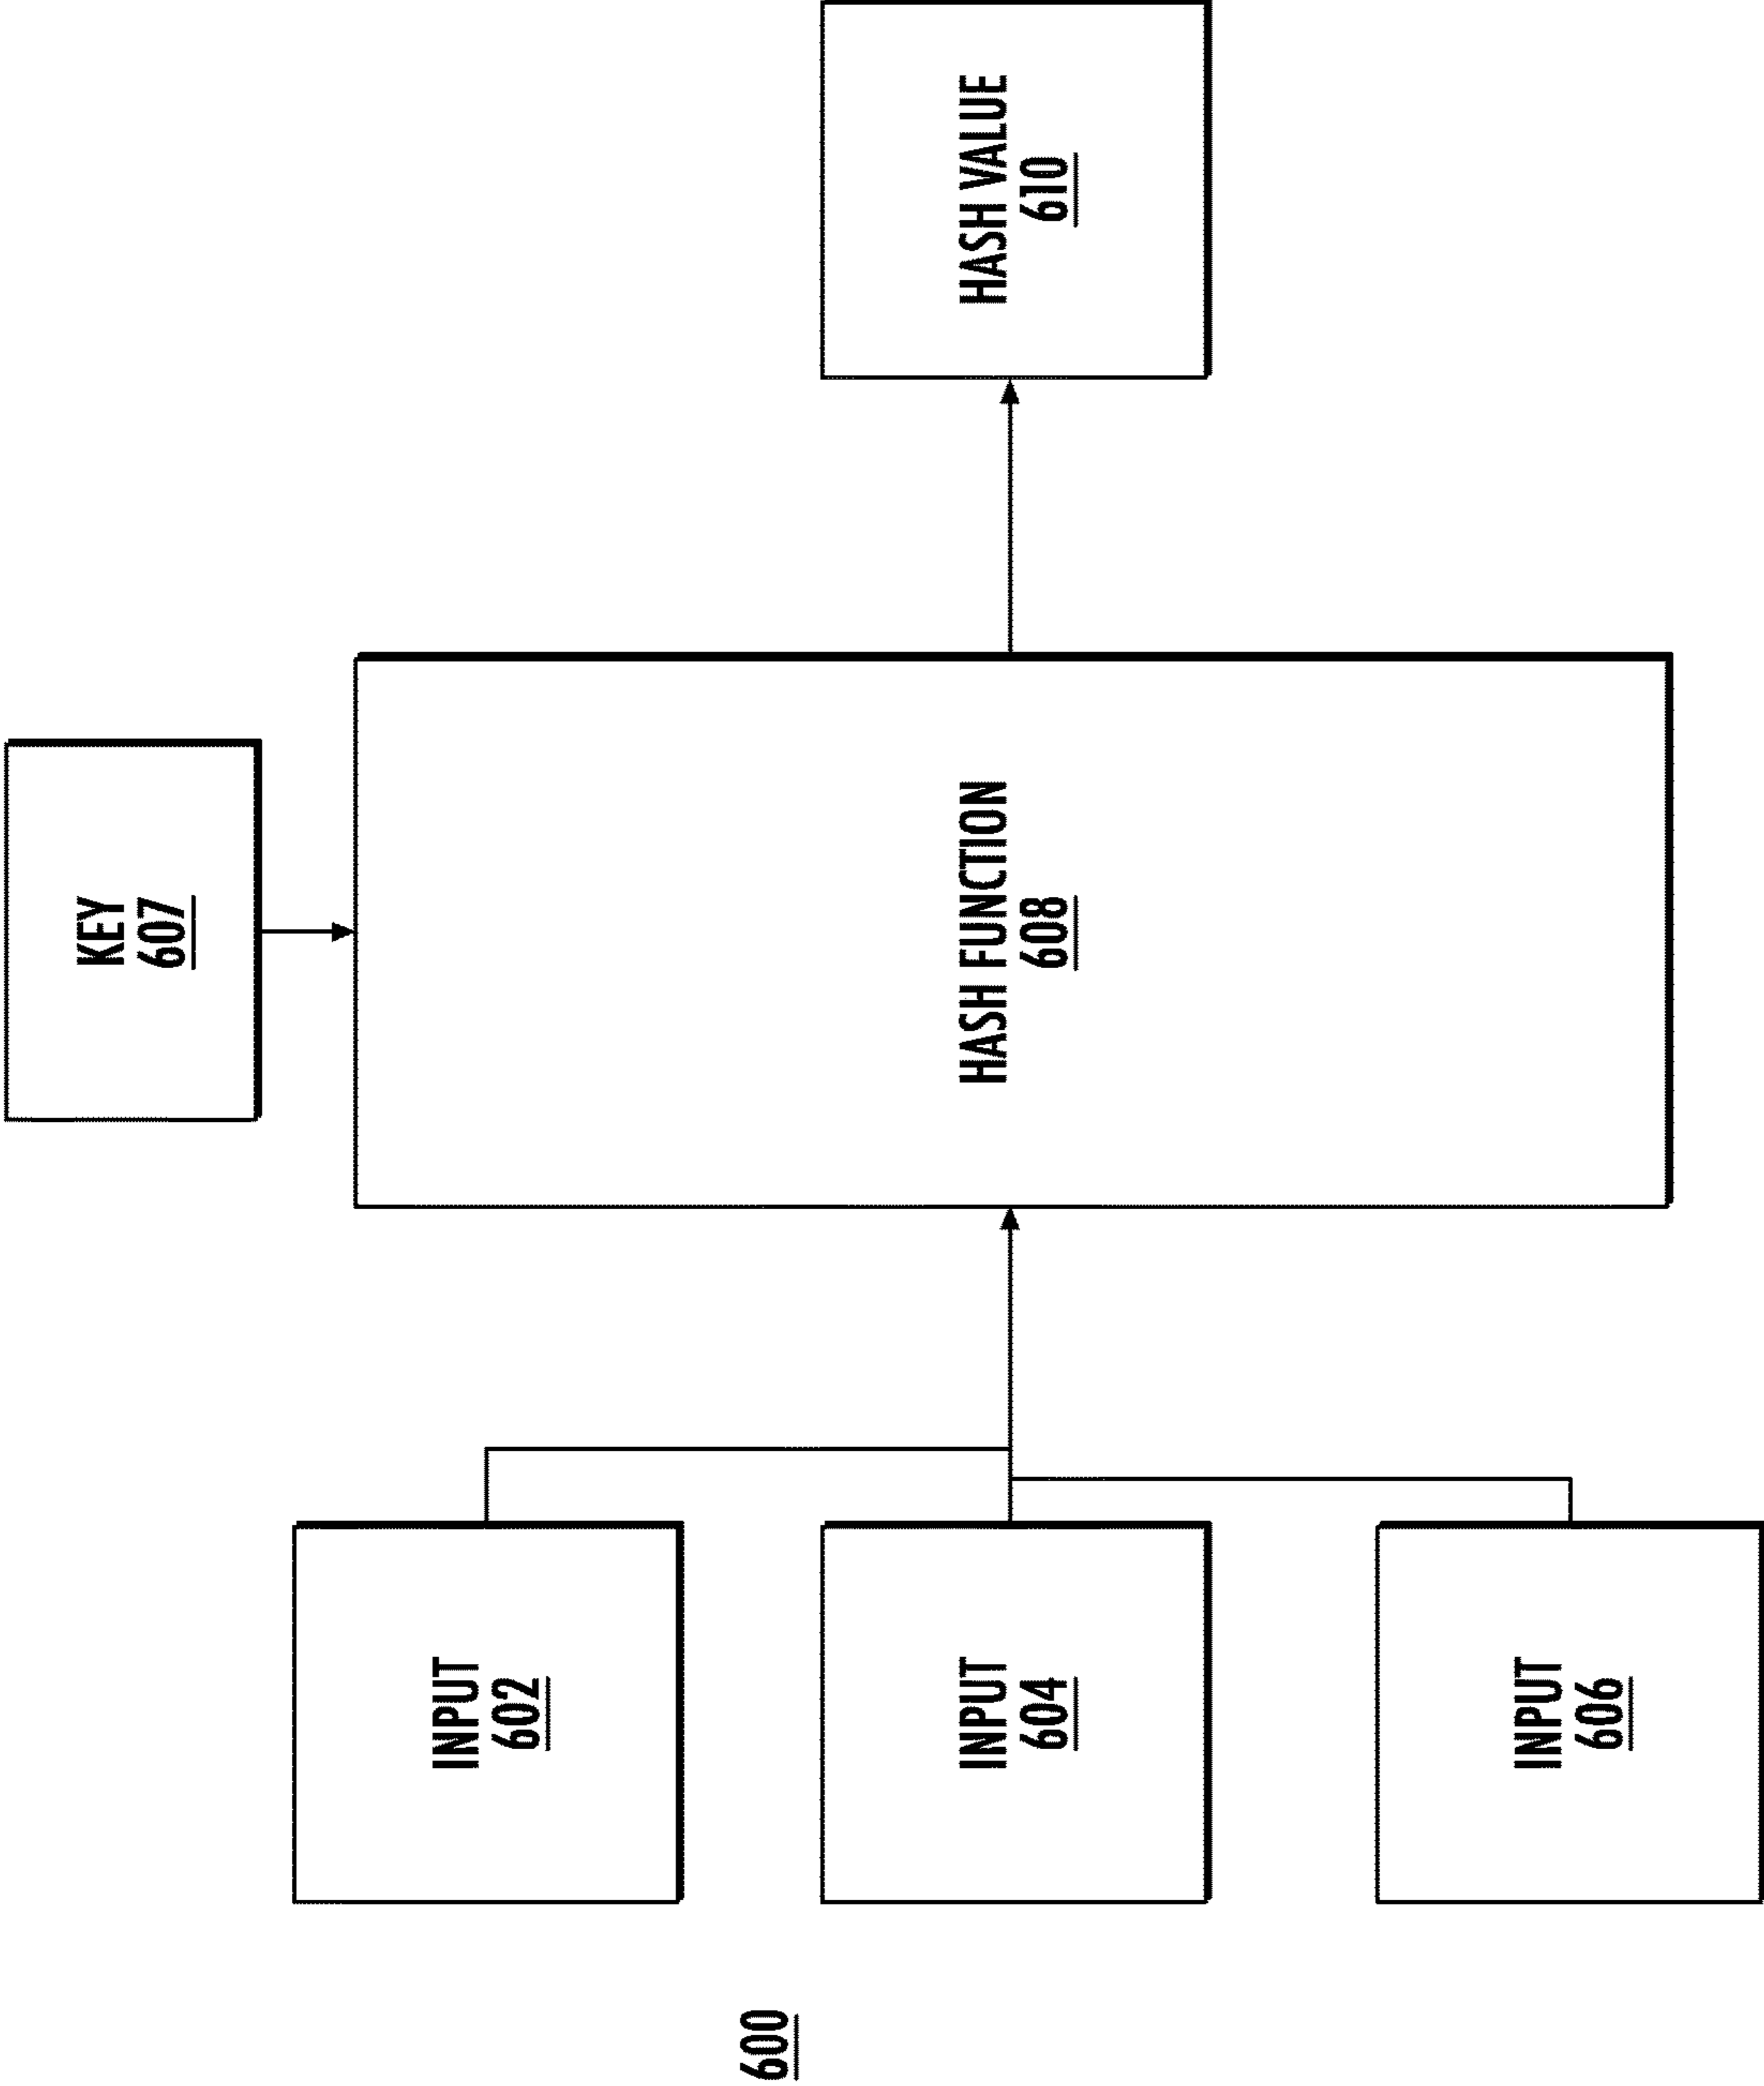 600
INPUT
602
INPUT
604
INPUT
606
KEY
607
HASH FUNCTION
608
HASH VALUE
610